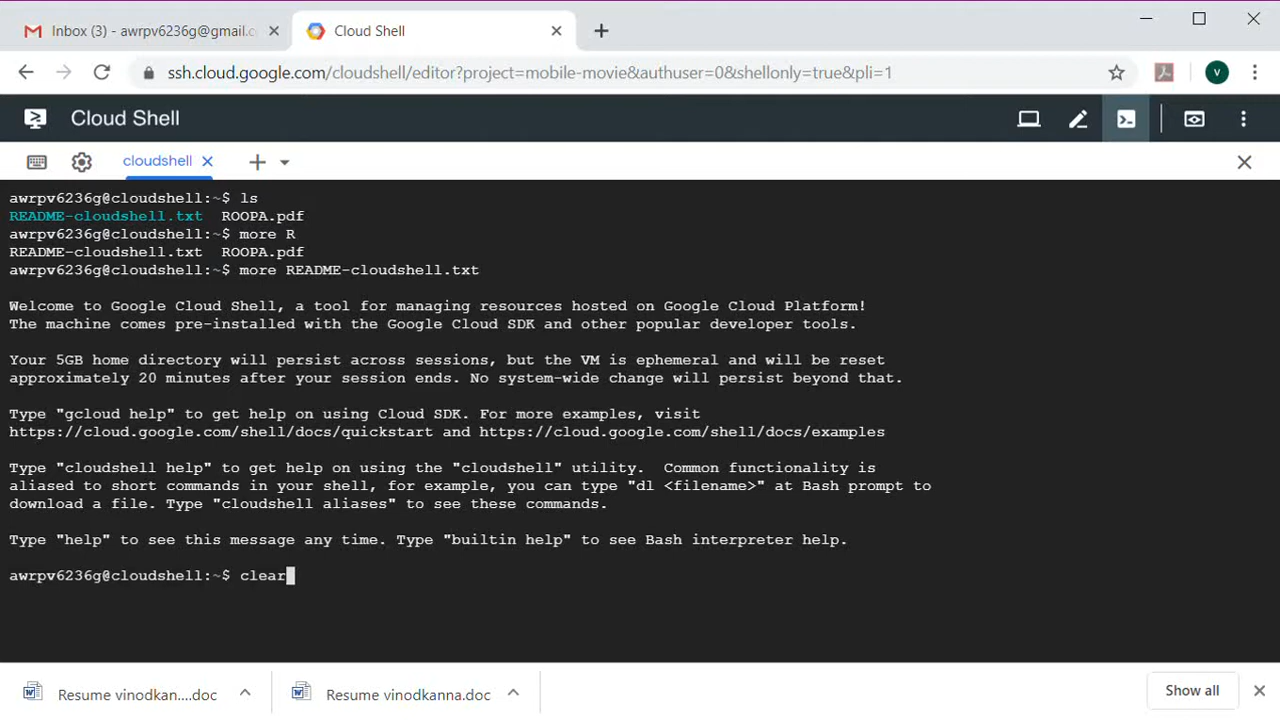 Inbox (3) - awrpv6236g@gmail.c
Cloud Shell
ssh.cloud.google.com/cloudshell/editor?project=mobile-movie&authuser=0&shellonly=true&pli=1
V
Cloud Shell
cloudshell
awrpv6236g@cloudshell:~$ ls
README-cloudshell.txt  ROOPA.pdf
awrpv6236g@cloudshell:~$ more R
README-cloudshell.txt  ROOPA.pdf
awrpv6236g@cloudshell:~$ more README-cloudshell.txt
Welcome to Google Cloud Shell, a tool for managing resources hosted on Google Cloud Platform!
The machine comes pre-installed with the Google Cloud SDK and other popular developer tools.
Your 5GB home directory will persist across sessions, but the VM is ephemeral and will be reset
approximately 20 minutes after your session ends. No system-wide change will persist beyond that.
Type "gcloud help" to get help on using Cloud SDK. For more examples, visit
https://cloud.google.com/shell/docs/quickstart and https://cloud.google.com/shell/docs/examples
Type "cloudshell help" to get help on using the "cloudshell" utility.  Common functionality is
aliased to short commands in your shell, for example, you can type "dl <filename>" at Bash prompt to
download a file. Type "cloudshell aliases" to see these commands.
Type "help" to see this message any time. Type "builtin help" to see Bash interpreter help.
awrpv6236g@cloudshell:~$ clear
Resume vinodkan....doc
Resume vinodkanna.doc
Show all